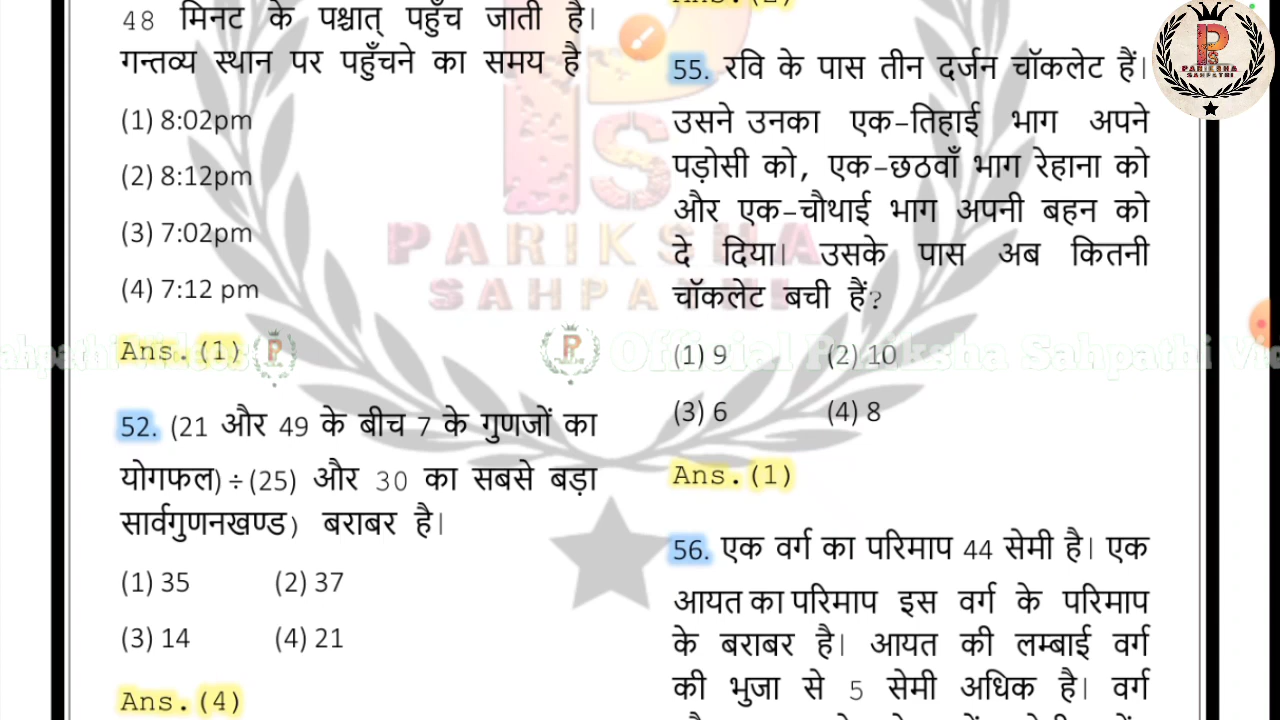 48 मिनट के पश्चात् पहुँच जाती है।
गन्तव्य स्थान पर पहुँचने का समय है
(1) 8:02pm
(2) 8:12pm
(3) 7:02pm
(4) 7:12 pm
Ans.(1)
52. (21 और 49 के बीच 7 के गुणजों का
योगफल)÷(25) और 30 का सबसे बड़ा
सार्वगुणनखण्ड) बराबर है।
(1) 35 (2) 37
(3) 14 (4) 21
Ans.(4)
55. रवि के पास तीन दर्जन चॉकलेट हैं।
उसने उनका एक-तिहाई भाग अपने
पड़ोसी को, एक-छठवाँ भाग रेहाना को
और एक-चौथाई भाग अपनी बहन को
दे दिया। उसके पास अब कितनी
चॉकलेट बची हैं?
(1) 9 (2) 10
(3) 6 (4) 8
Ans.(1)
56. एक वर्ग का परिमाप 44 सेमी है। एक
आयत का परिमाप इस वर्ग के परिमाप
के बराबर है। आयत की लम्बाई वर्ग
की भुजा से 5 सेमी अधिक है। वर्ग
PARIKSHA
SAHPATHI
Official Pariksha Sahpathi
PARIKSHA
SAHPATHI